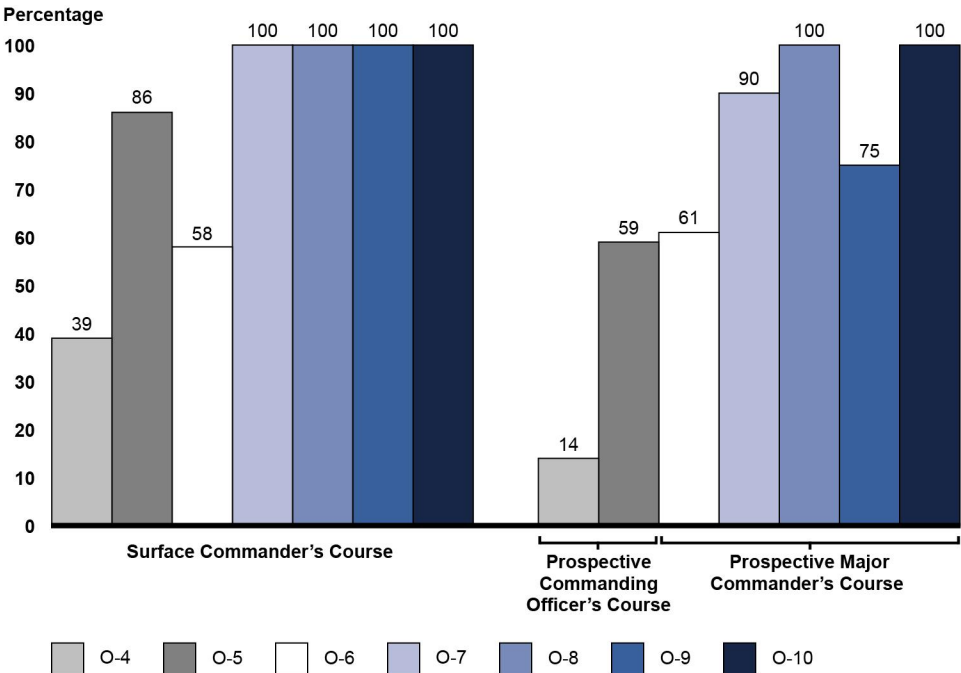 Percentage
100
90
80
70
60
50
40
30
20
10
0
39
86
58
100
100
100
100
14
59
61
90
100
75
100
Surface Commander’s Course
Prospective
Commanding
Officer’s Course
Prospective Major
Commander’s Course
O-4
O-5
O-6
O-7
O-8
O-9
O-10